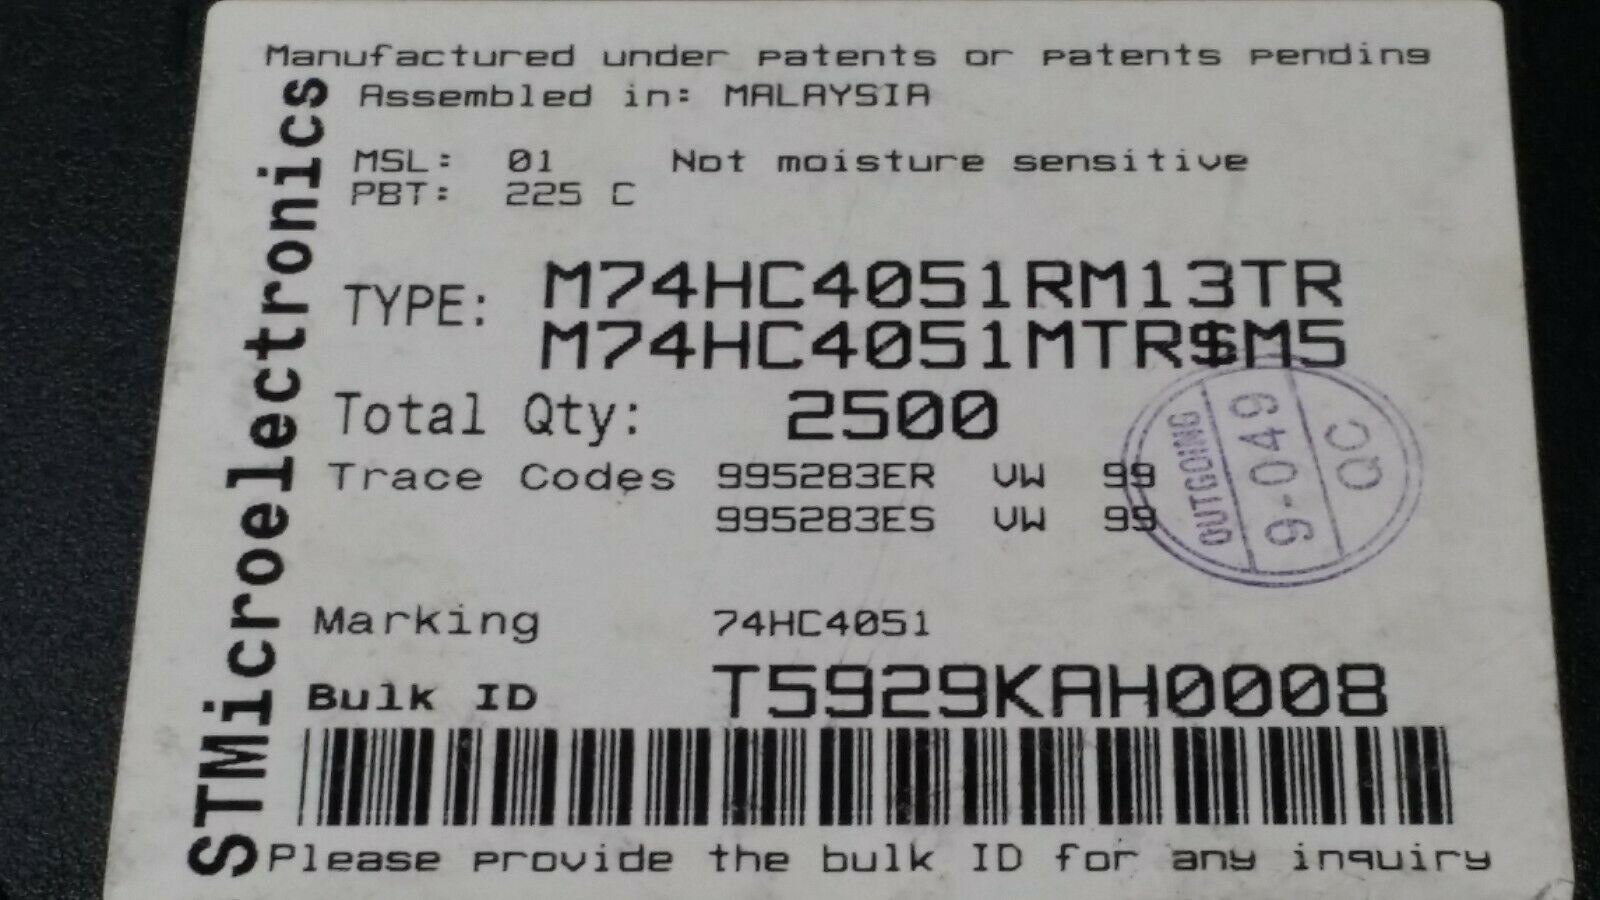 Manufactured under patents or patents pending
Assembled in: MALAYSIA
MSL: 01 Not moisture sensitive
PBT: 225 C
STMicroelectronics
TYPE: M74HC4051RM13TR
M74HC4051MTR$M5
Total Qty: 2500
Trace Codes 995283ER VW 99
995283ES VW 99
OUTGOING
9-049
QC
Marking 74HC4051
Bulk ID T5929KAH0008
Please provide the bulk ID for any inquiry